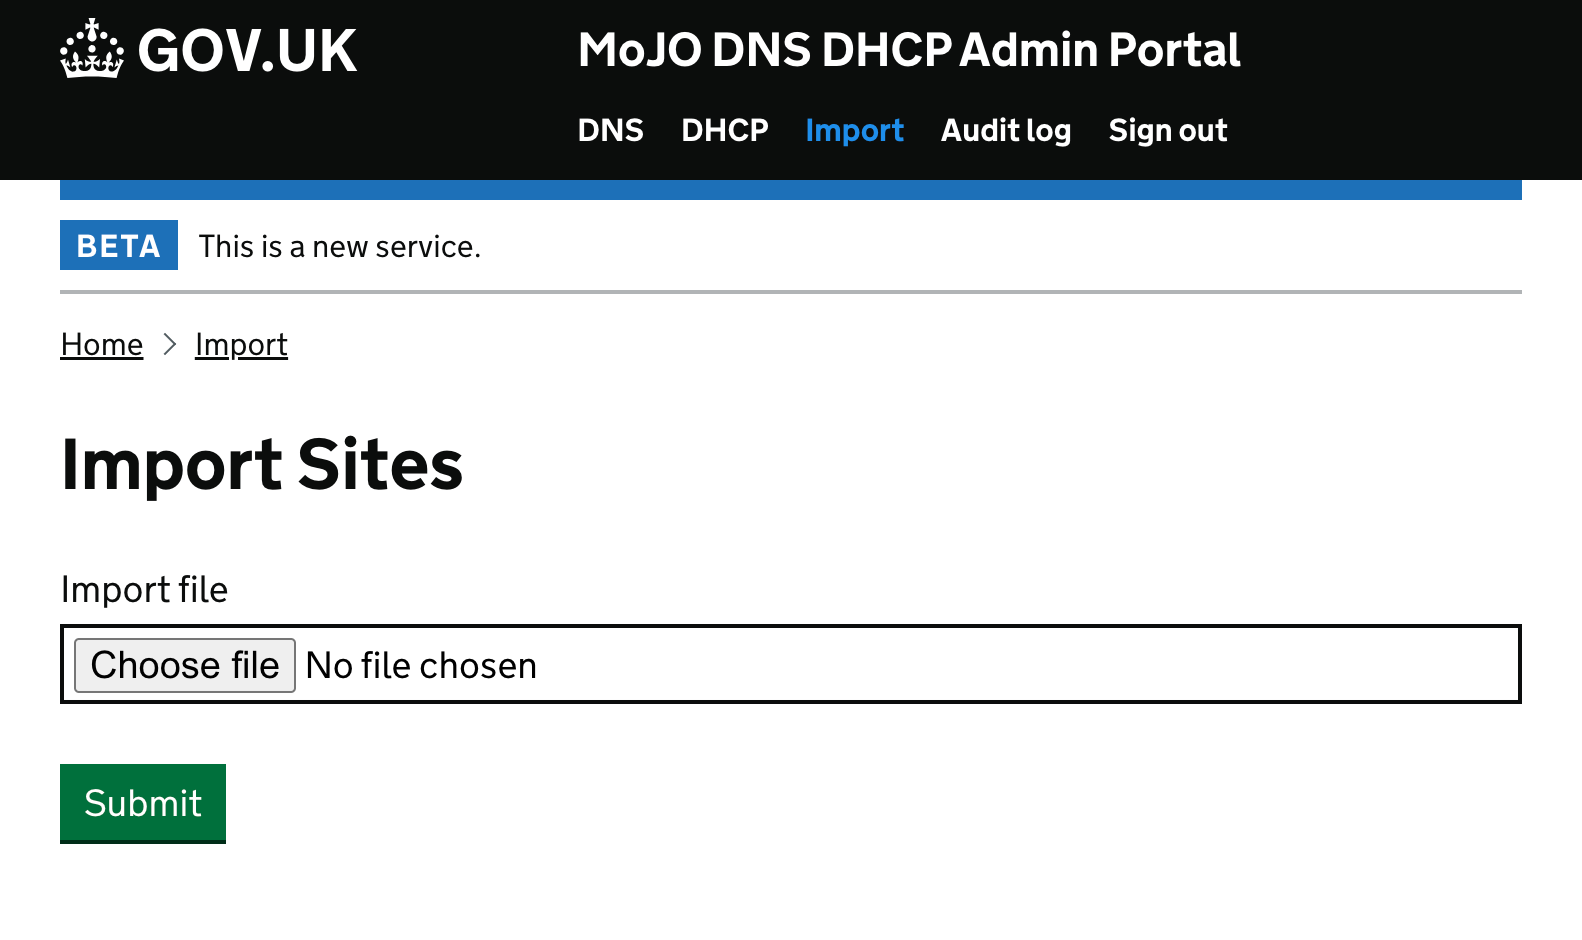 GOV.UK
MoJO DNS DHCP Admin Portal
DNS DHCP Import Audit log Sign out
BETA This is a new service.
Home Import
Import Sites
Import file
Choose file No file chosen
Submit